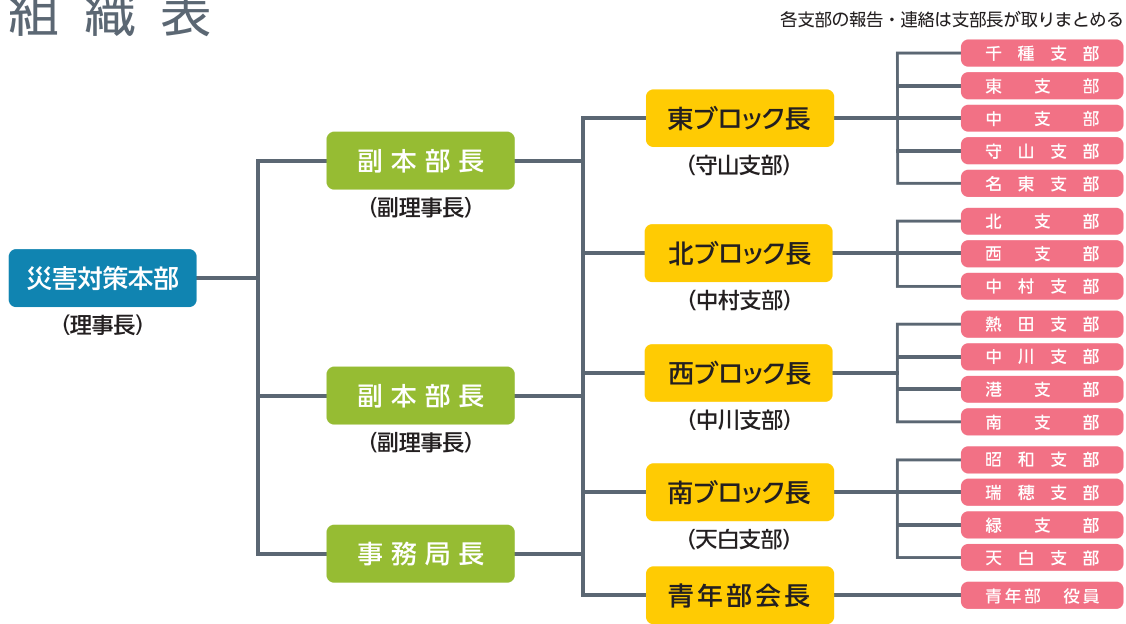 組織表
各支部の報告・連絡は支部長が取りまとめる
災害対策本部
（理事長）
副本部長
（副理事長）
副本部長
（副理事長）
事務局長
東ブロック長
（守山支部）
北ブロック長
（中村支部）
西ブロック長
（中川支部）
南ブロック長
（天白支部）
青年部会長
千種支部
東支部
中支部
守山支部
名東支部
北支部
西支部
中村支部
熱田支部
中川支部
港支部
南支部
昭和支部
瑞穂支部
緑支部
天白支部
青年部　役員